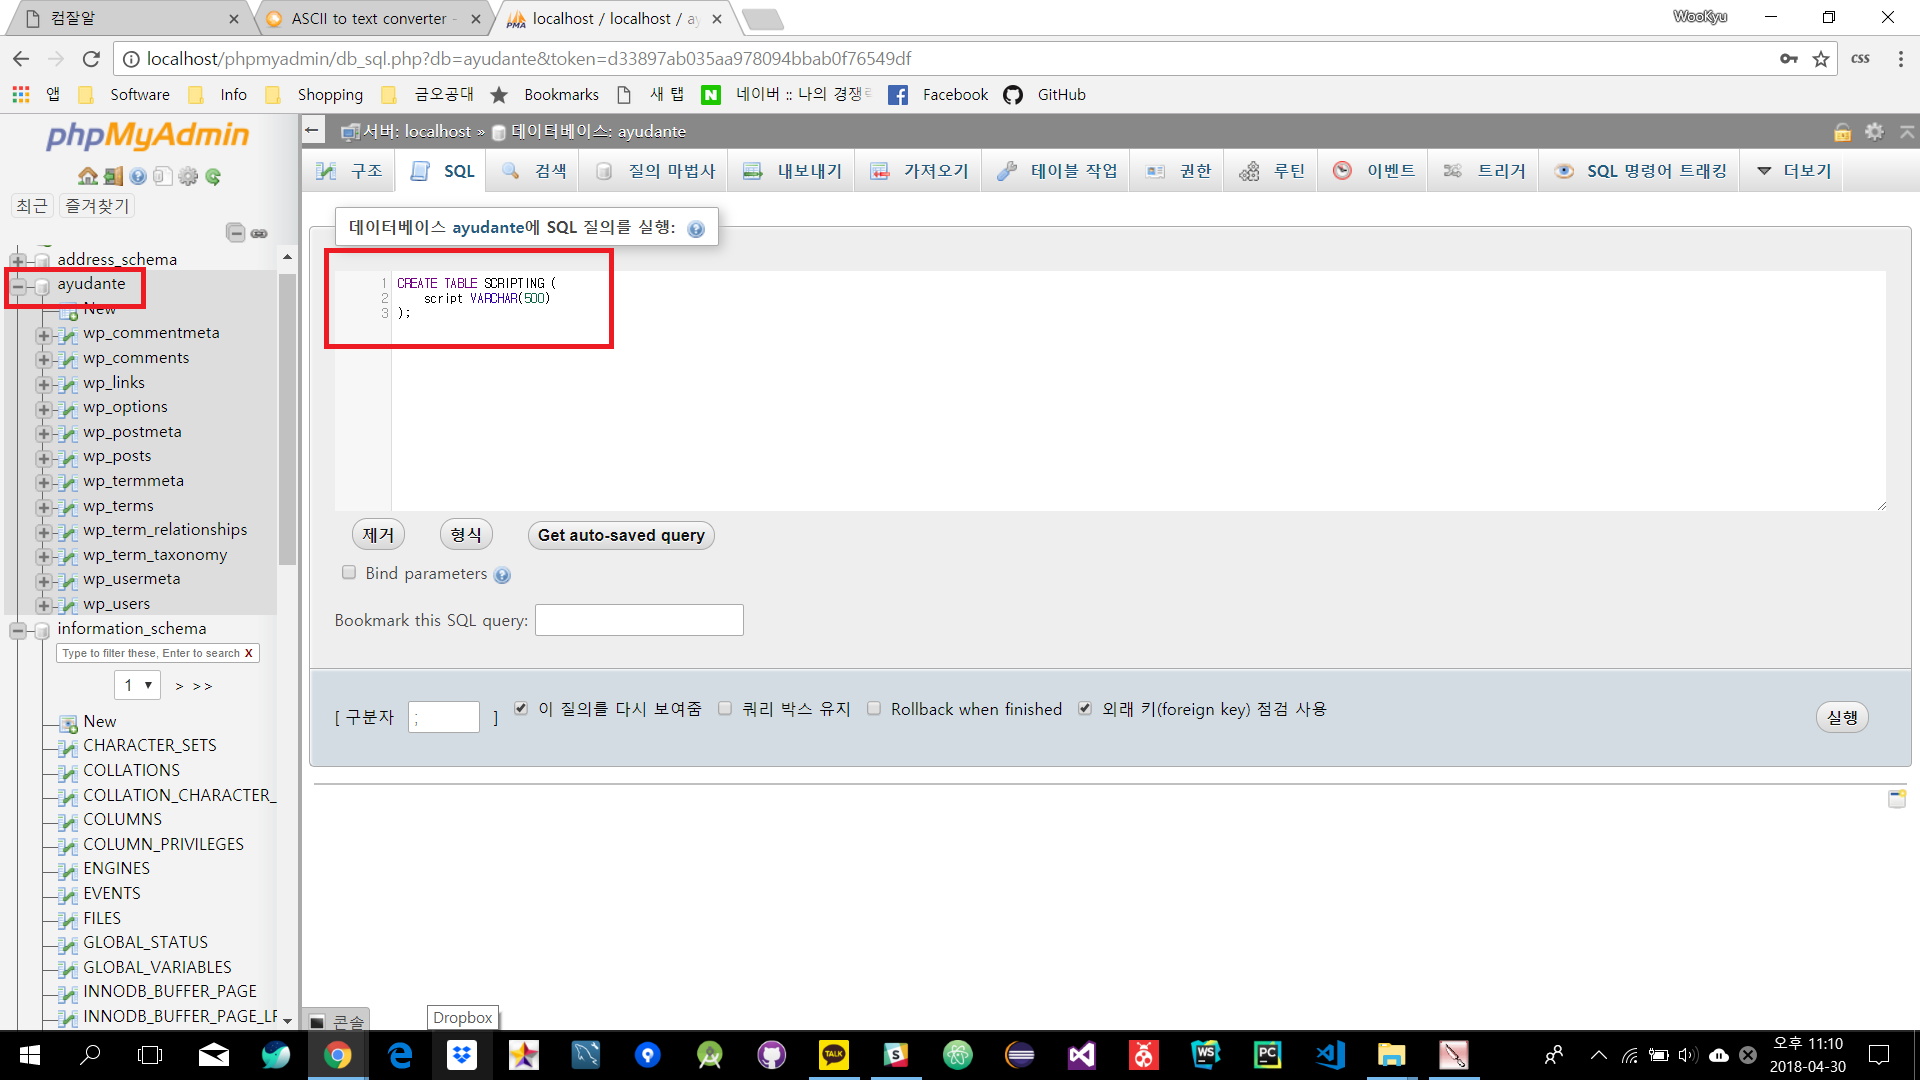 컴잘알
ASCII to text converter -
localhost / localhost / ay
WooKyu
localhost/phpmyadmin/db_sql.php?db=ayudante&token=d33897ab035aa978094bbab0f76549df
css
앱 Software Info Shopping 금오공대 Bookmarks 새 탭 네이버 :: 나의 경쟁력 Facebook GitHub
phpMyAdmin
최근 즐겨찾기
address_schema
ayudante
New
wp_commentmeta
wp_comments
wp_links
wp_options
wp_postmeta
wp_posts
wp_termmeta
wp_terms
wp_term_relationships
wp_term_taxonomy
wp_usermeta
wp_users
information_schema
Type to filter these, Enter to search X
1 > >>
New
CHARACTER_SETS
COLLATIONS
COLLATION_CHARACTER_
COLUMNS
COLUMN_PRIVILEGES
ENGINES
EVENTS
FILES
GLOBAL_STATUS
GLOBAL_VARIABLES
INNODB_BUFFER_PAGE
INNODB_BUFFER_PAGE_LR
서버: localhost » 데이터베이스: ayudante
구조 SQL 검색 질의 마법사 내보내기 가져오기 테이블 작업 권한 루틴 이벤트 트리거 SQL 명령어 트래킹 더보기
데이터베이스 ayudante에 SQL 질의를 실행:
1 CREATE TABLE SCRIPTING (
2 script VARCHAR(500)
3 );
제거 형식 Get auto-saved query
Bind parameters
Bookmark this SQL query:
[ 구분자 ; ] 이 질의를 다시 보여줌 쿼리 박스 유지 Rollback when finished 외래 키(foreign key) 점검 사용
실행
콘솔
Dropbox
TALK
WS
PC
오후 11:10
2018-04-30